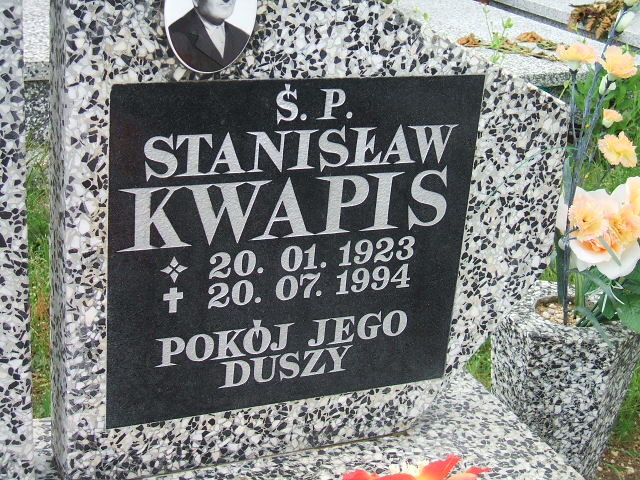 Ś. P.
STANISŁAW
KWAPIS
20. 01. 1923
20. 07. 1994
POKÓJ JEGO
DUSZY